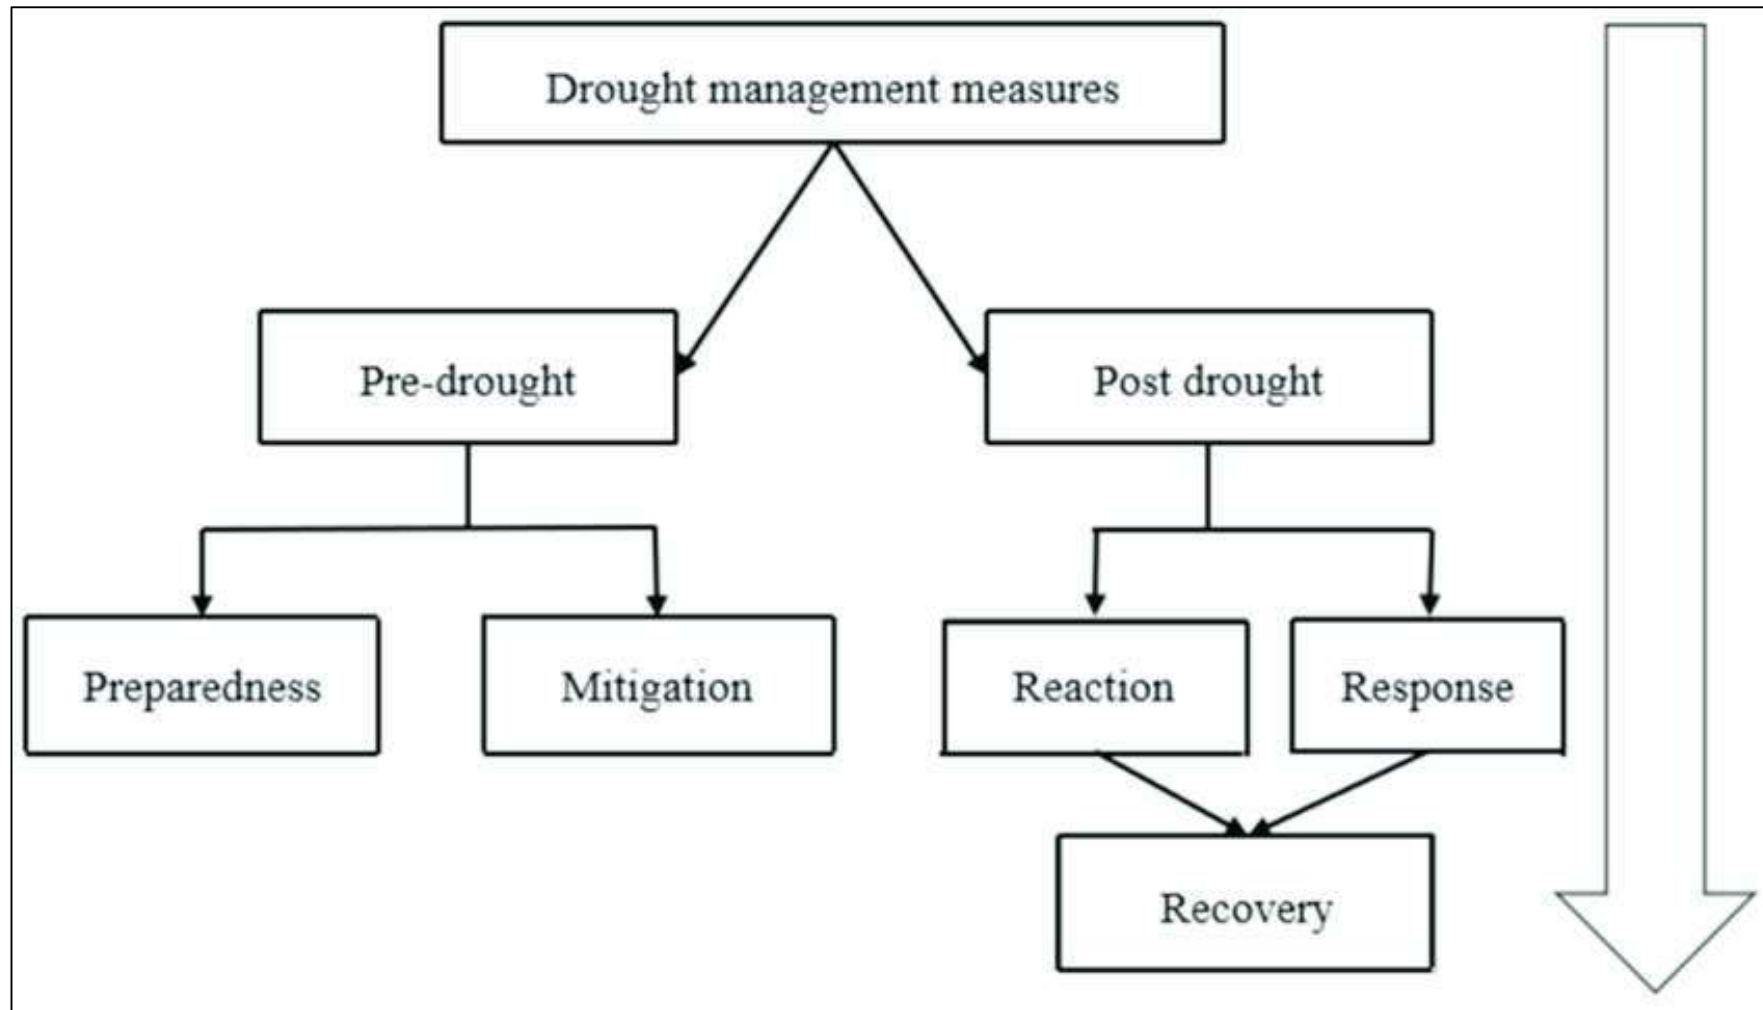 Drought management measures
Pre-drought
Post drought
Preparedness
Mitigation
Reaction
Response
Recovery